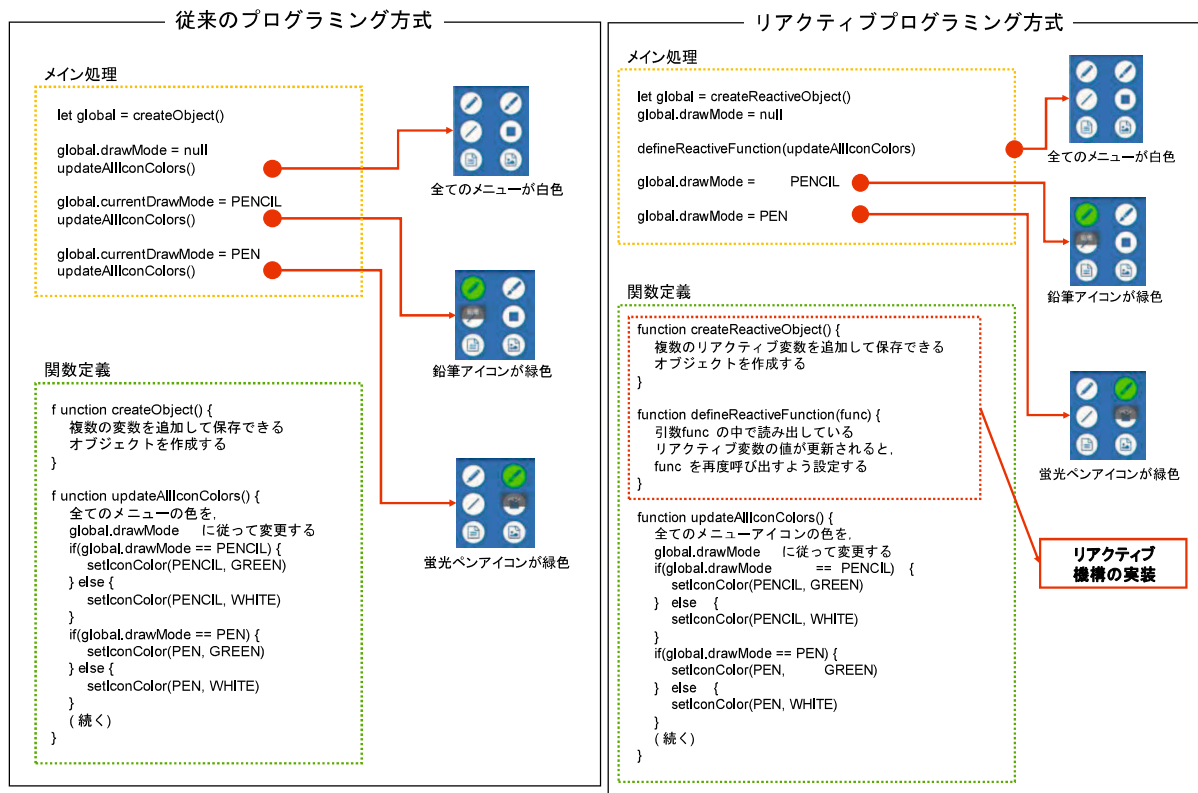 従来のプログラミング方式
メイン処理
let global = createObject()
global.drawMode = null
updateAllIconColors()
global.currentDrawMode = PENCIL
updateAllIconColors()
global.currentDrawMode = PEN
updateAllIconColors()
全てのメニューが白色
鉛筆アイコンが緑色
蛍光ペンアイコンが緑色
関数定義
f unction createObject() {
複数の変数を追加して保存できる
オブジェクトを作成する
}
f unction updateAllIconColors() {
全てのメニューの色を,
global.drawMode に従って変更する
if(global.drawMode == PENCIL) {
setIconColor(PENCIL, GREEN)
} else {
setIconColor(PENCIL, WHITE)
}
if(global.drawMode == PEN) {
setIconColor(PEN, GREEN)
} else {
setIconColor(PEN, WHITE)
}
( 続く)
}
リアクティブプログラミング方式
メイン処理
let global = createReactiveObject()
global.drawMode = null
defineReactiveFunction(updateAllIconColors)
global.drawMode = PENCIL
global.drawMode = PEN
全てのメニューが白色
鉛筆アイコンが緑色
蛍光ペンアイコンが緑色
関数定義
function createReactiveObject() {
複数のリアクティブ変数を追加して保存できる
オブジェクトを作成する
}
function defineReactiveFunction(func) {
引数func の中で読み出している
リアクティブ変数の値が更新されると,
func を再度呼び出すよう設定する
}
function updateAllIconColors() {
全てのメニューアイコンの色を,
global.drawMode に従って変更する
if(global.drawMode == PENCIL) {
setIconColor(PENCIL, GREEN)
} else {
setIconColor(PENCIL, WHITE)
}
if(global.drawMode == PEN) {
setIconColor(PEN, GREEN)
} else {
setIconColor(PEN, WHITE)
}
( 続く)
}
リアクティブ
機構の実装